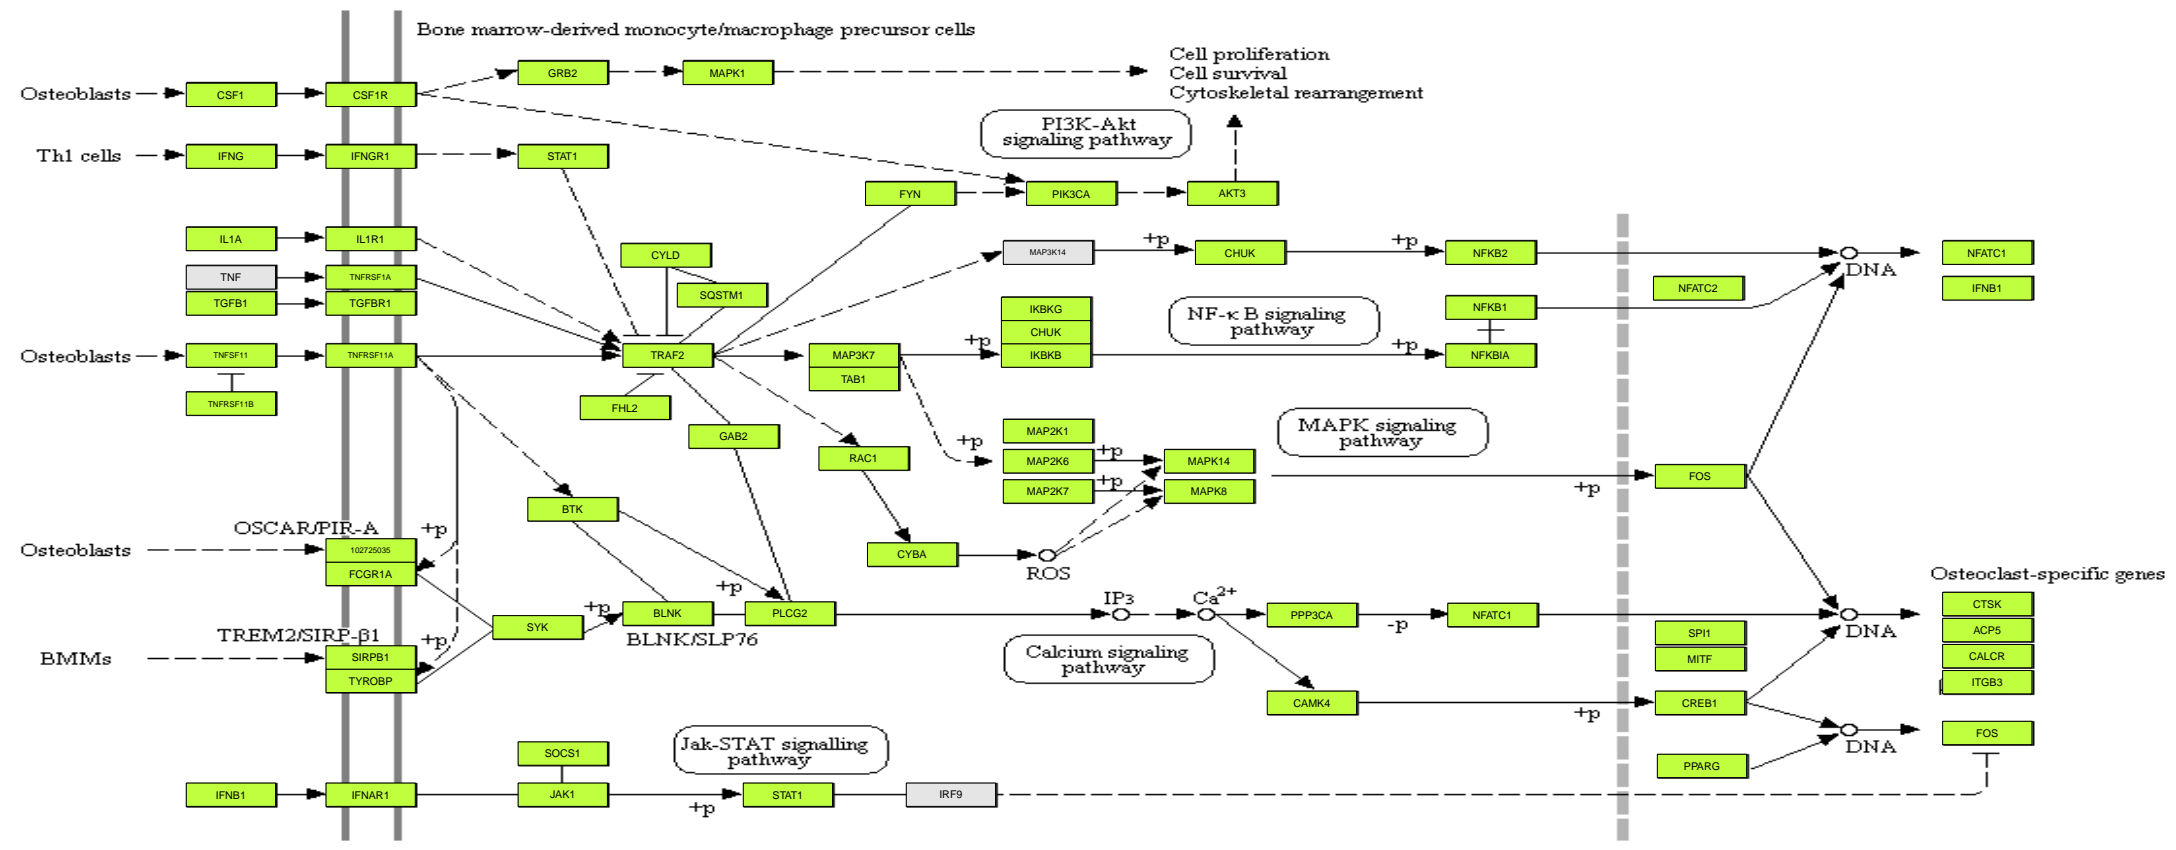 Bone marrow-derived monocyte/macrophage precursor cells
Cell proliferation
Cell survival
Cytoskeletal rearrangement
GRB2
MAPK1
Osteoblasts
CSF1
CSF1R
PI3K-Akt
signaling pathway
Th1 cells
IFNG
IFNGR1
STAT1
FYN
PIK3CA
AKT3
IL1A
IL1R1
CYLD
MAP3K14
+p
CHUK
+p
NFKB2
DNA
NFATC1
TNF
TNFRSF1A
SQSTM1
NFATC2
IFNB1
TGFB1
TGFBR1
IKBKG
CHUK
IKBKB
NF-κ B signaling
pathway
NFKB1
Osteoblasts
TNFSF11
TNFRSF11A
TRAF2
MAP3K7
TAB1
+p
+p
NFKBIA
TNFRSF11B
FHL2
GAB2
RAC1
+p
MAP2K1
MAP2K6
MAP2K7
+p
+p
MAPK14
MAPK8
MAPK signaling
pathway
+p
FOS
BTK
OSCAR/PIR-A
+p
Osteoblasts
102725035
FCGR1A
CYBA
ROS
Osteoclast-specific genes
+p
+p
SYK
BLNK
BLNK/SLP76
PLCG2
IP3
Ca2+
PPP3CA
-p
NFATC1
DNA
CTSK
ACP5
CALCR
ITGB3
SPI1
MITF
TREM2/SIRP-β1
+p
BMMs
SIRPB1
TYROBP
Calcium signaling
pathway
CAMK4
+p
CREB1
DNA
FOS
PPARG
SOCS1
Jak-STAT signalling
pathway
IFNB1
IFNAR1
JAK1
+p
STAT1
IRF9